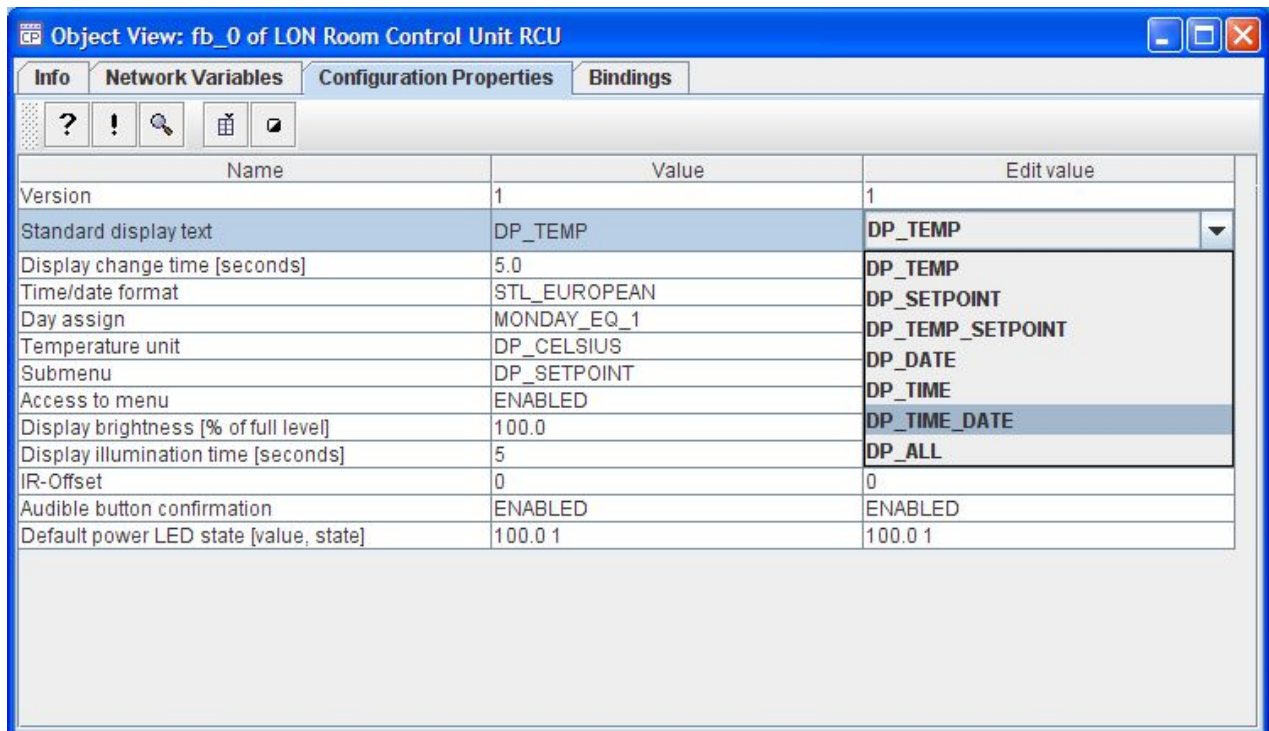 CP Object View: fb_0 of LON Room Control Unit RCU
Info Network Variables Configuration Properties Bindings
? !
Name Value Edit value
Version 1 1
Standard display text DP_TEMP DP_TEMP
Display change time [seconds] 5.0 DP_TEMP
Time/date format STL_EUROPEAN DP_SETPOINT
Day assign MONDAY_EQ_1 DP_TEMP_SETPOINT
Temperature unit DP_CELSIUS DP_DATE
Submenu DP_SETPOINT DP_TIME
Access to menu ENABLED
Display brightness [% of full level] 100.0 DP_TIME_DATE
Display illumination time [seconds] 5 DP_ALL
IR-Offset 0 0
Audible button confirmation ENABLED ENABLED
Default power LED state [value, state] 100.0 1 100.0 1